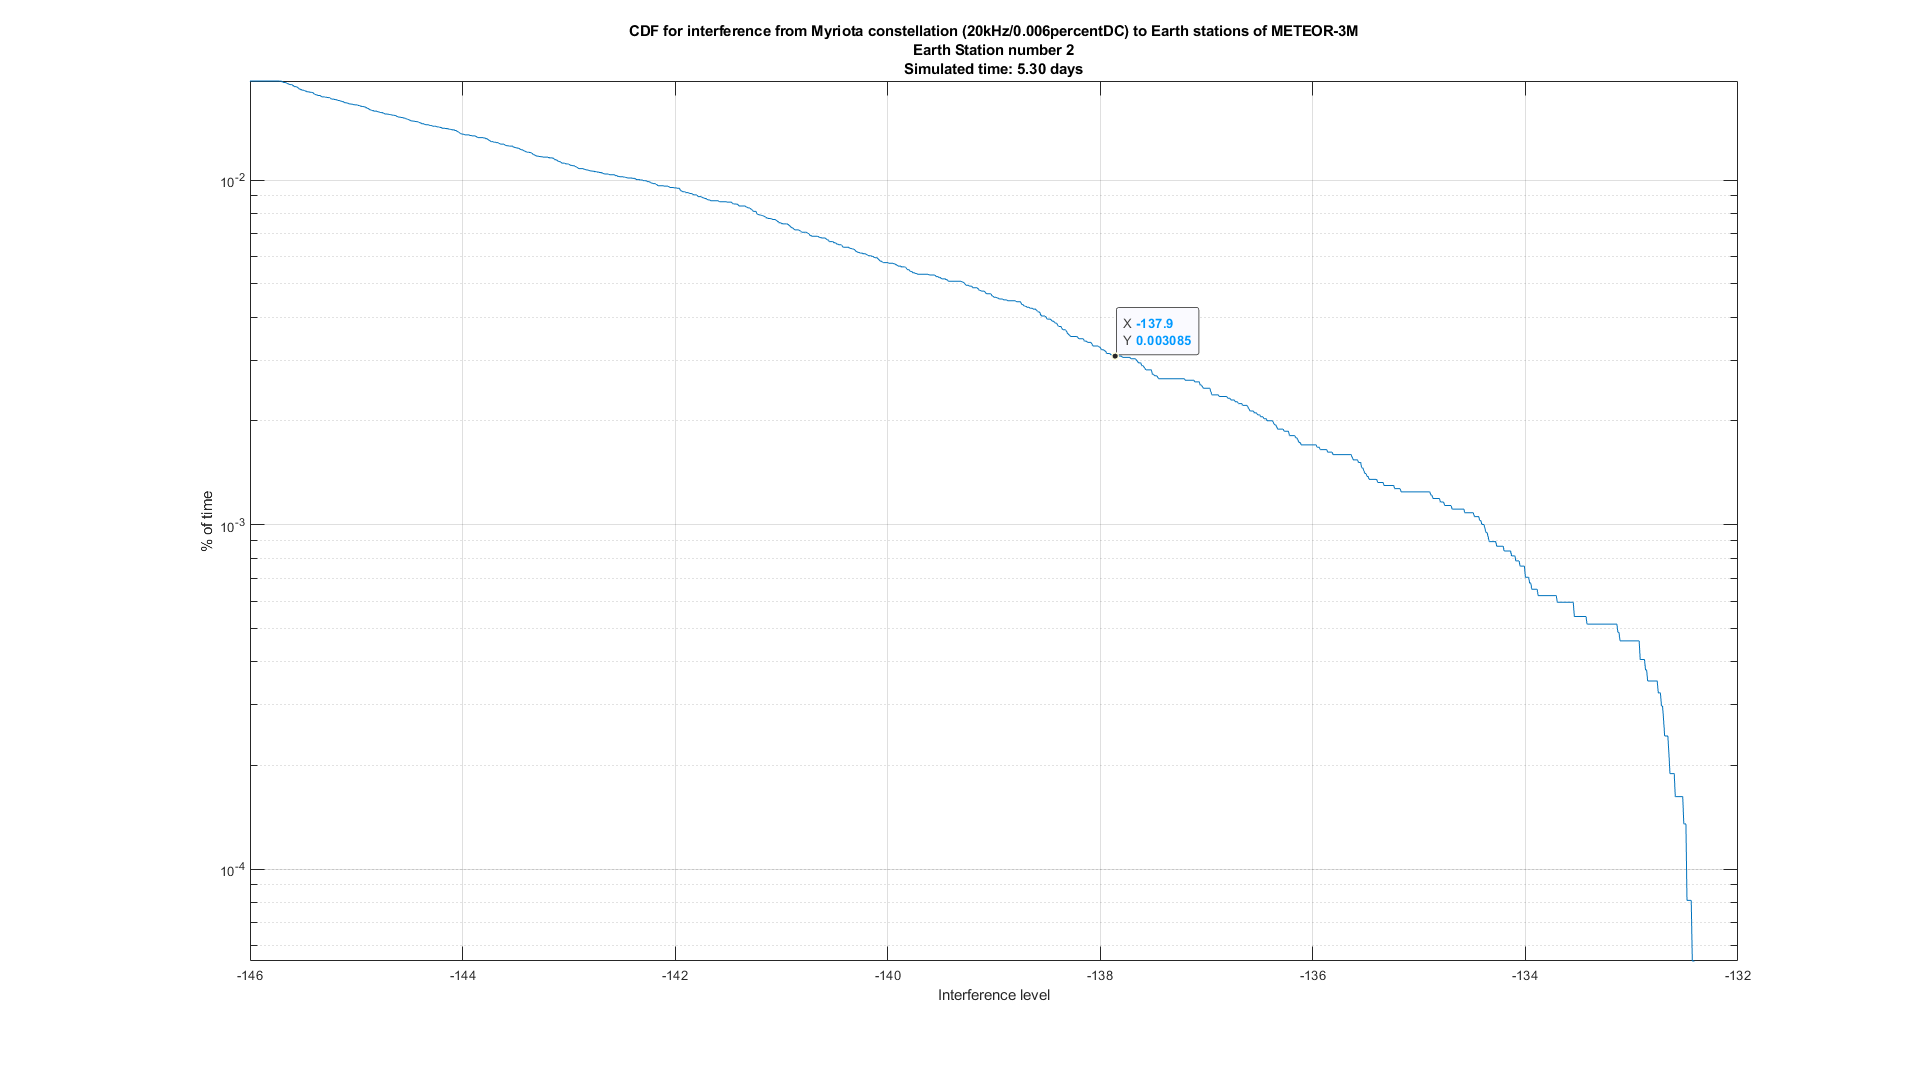 CDF for interference from Myriota constellation (20kHz/0.006percentDC) to Earth stations of METEOR-3M
Earth Station number 2
Simulated time: 5.30 days
10^-2
X -137.9
Y 0.003085
% of time
10^-3
10^-4
-146 -144 -142 -140 -138 -136 -134 -132
Interference level